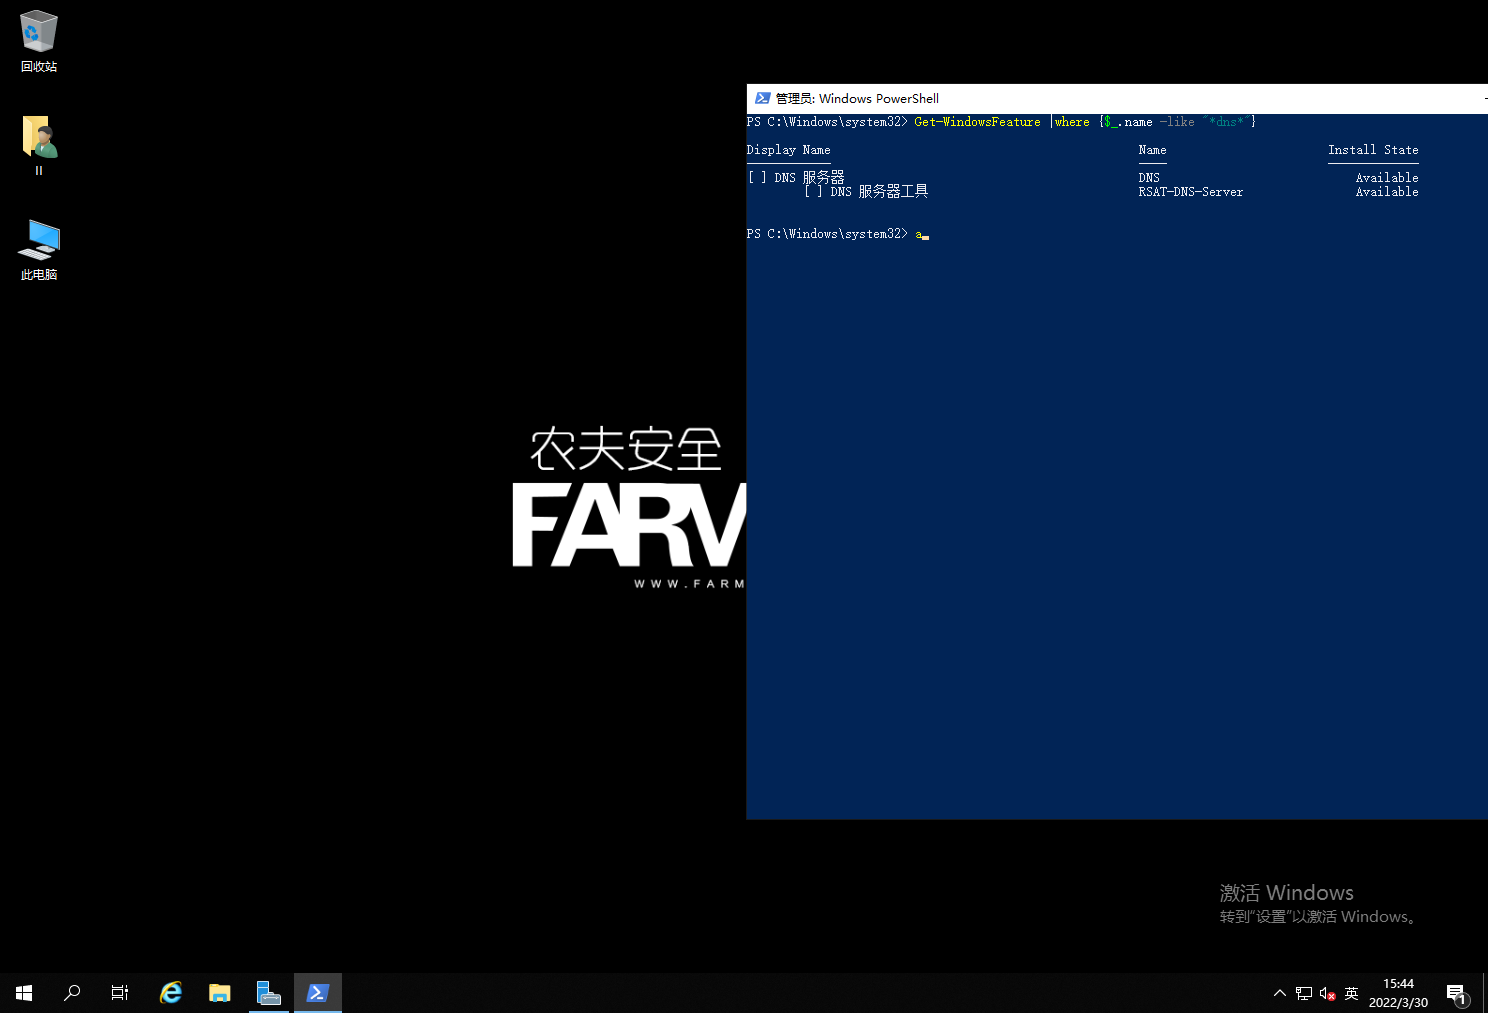 回收站
II
此电脑
管理员: Windows PowerShell
PS C:\Windows\system32> Get-WindowsFeature |where {$_.name -like "*dns*"}
Display Name Name Install State
[ ] DNS 服务器 DNS Available
[ ] DNS 服务器工具 RSAT-DNS-Server Available
PS C:\Windows\system32> a
农夫安全
FARM
WWW.FARM
激活 Windows
转到"设置"以激活 Windows。
英
15:44
2022/3/30
1